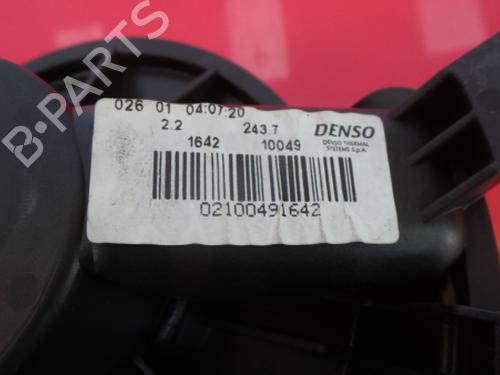 026 01 04:07:20
2.2 243.7 DENSO
1642 10049 DENSO THERMAL
SYSTEMS S.p.A.
02100491642
B-PARTS